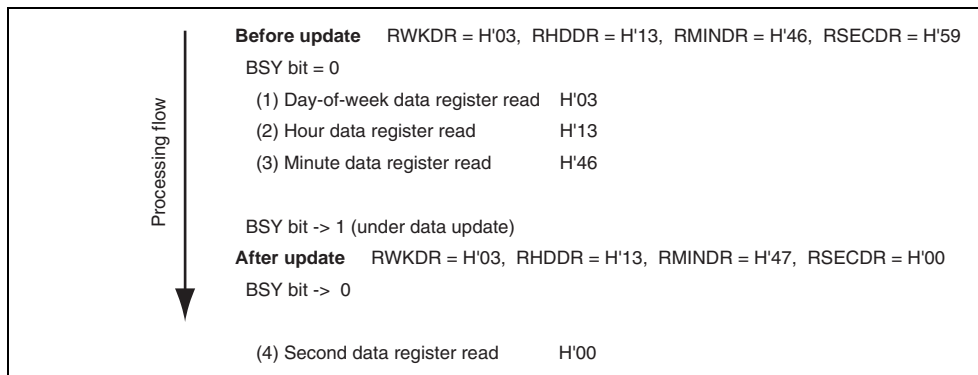 Processing flow
Before update RWKDR = H'03, RHDDR = H'13, RMINDR = H'46, RSECDR = H'59
BSY bit = 0
(1) Day-of-week data register read H'03
(2) Hour data register read H'13
(3) Minute data register read H'46
BSY bit -> 1 (under data update)
After update RWKDR = H'03, RHDDR = H'13, RMINDR = H'47, RSECDR = H'00
BSY bit -> 0
(4) Second data register read H'00